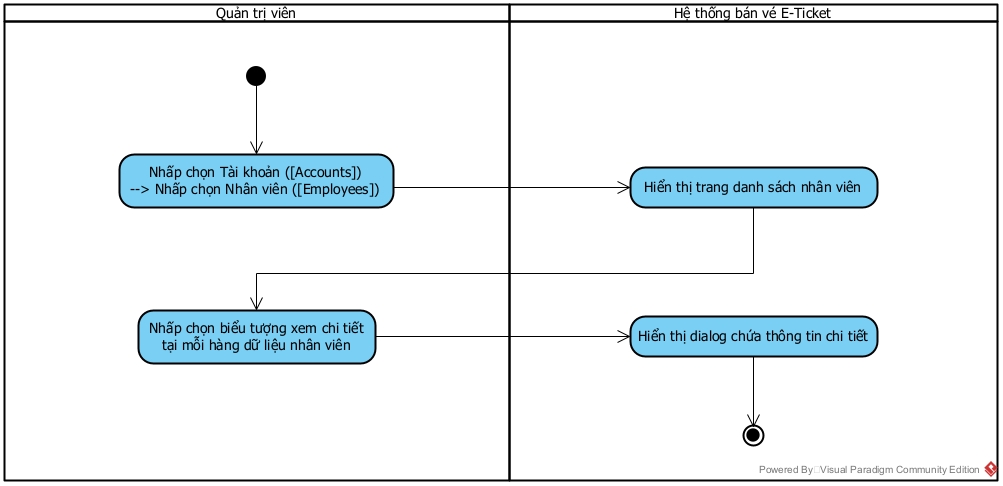 Quản trị viên
Hệ thống bán vé E-Ticket
Nhấp chọn Tài khoản ([Accounts])
--> Nhấp chọn Nhân viên ([Employees])
Hiển thị trang danh sách nhân viên
Nhấp chọn biểu tượng xem chi tiết
tại mỗi hàng dữ liệu nhân viên
Hiển thị dialog chứa thông tin chi tiết
Powered By Visual Paradigm Community Edition